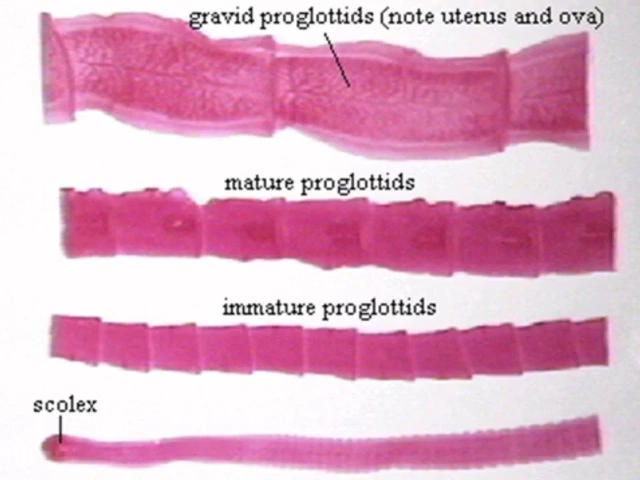 gravid proglottids (note uterus and ova)
mature proglottids
immature proglottids
scolex